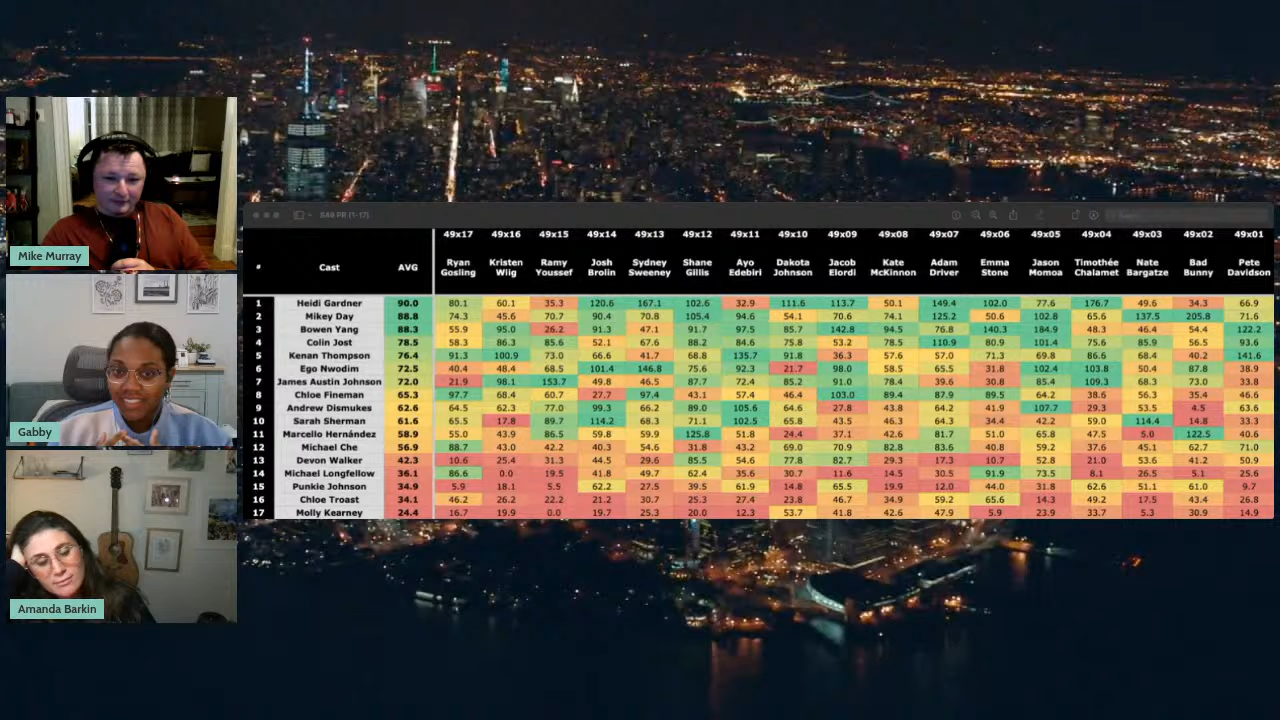 Mike Murray
Gabby
Amanda Barkin
S49 PR (1-17)
49x17 49x16 49x15 49x14 49x13 49x12 49x11 49x10 49x09 49x08 49x07 49x06 49x05 49x04 49x03 49x02 49x01
# Cast AVG Ryan Gosling Kristen Wiig Ramy Youssef Josh Brolin Sydney Sweeney Shane Gillis Ayo Edebiri Dakota Johnson Jacob Elordi Kate McKinnon Adam Driver Emma Stone Jason Momoa Timothée Chalamet Nate Bargatze Bad Bunny Pete Davidson
1 Heidi Gardner 90.0 80.1 60.1 35.3 120.6 167.1 102.6 32.9 111.6 113.7 50.1 149.4 102.0 77.6 176.7 49.6 34.3 66.9
2 Mikey Day 88.8 74.3 45.6 70.7 90.4 70.8 105.4 94.6 54.1 70.6 74.1 125.2 50.6 102.8 65.6 137.5 205.8 71.6
3 Bowen Yang 88.3 55.9 95.0 26.2 91.3 47.1 91.7 97.5 85.7 142.8 94.5 76.8 140.3 184.9 48.3 46.4 54.4 122.2
4 Colin Jost 78.5 58.3 86.3 85.6 52.1 67.6 88.2 84.6 75.8 53.2 78.5 110.9 80.9 101.4 75.6 85.9 56.5 93.6
5 Kenan Thompson 76.4 91.3 100.9 73.0 66.6 41.7 68.8 135.7 91.8 36.3 57.6 57.0 71.3 69.8 86.6 68.4 40.2 141.6
6 Ego Nwodim 72.5 40.4 48.4 68.5 101.4 146.8 75.6 92.3 21.7 98.0 58.5 65.5 31.8 102.4 103.8 50.4 87.8 38.9
7 James Austin Johnson 72.0 21.9 98.1 153.7 49.8 46.5 87.7 72.4 85.2 91.0 78.4 39.6 30.8 85.4 109.3 68.3 73.0 33.8
8 Chloe Fineman 65.3 97.7 68.4 60.7 27.7 97.4 43.1 57.4 46.4 103.0 89.4 87.9 89.5 64.2 38.6 56.3 35.4 46.6
9 Andrew Dismukes 62.6 64.5 62.3 77.0 99.3 66.2 89.0 105.6 64.6 27.8 43.8 64.2 41.9 107.7 29.3 53.5 4.5 63.6
10 Sarah Sherman 61.6 65.5 17.8 89.7 114.2 68.3 71.1 102.5 65.8 43.5 46.3 64.3 34.4 42.2 59.0 114.4 14.8 33.3
11 Marcello Hernández 58.9 55.0 43.9 86.5 59.8 59.9 125.8 51.8 24.4 37.1 42.6 81.7 51.0 65.8 47.5 5.0 122.5 40.6
12 Michael Che 56.9 88.7 43.0 42.2 40.3 54.6 31.8 44.2 69.0 70.9 82.8 83.6 40.8 59.2 37.6 45.1 62.7 71.0
13 Devon Walker 42.3 10.6 25.4 31.3 44.5 29.6 85.5 54.6 77.8 82.7 29.3 17.3 10.7 52.8 21.0 53.6 41.2 50.9
14 Michael Longfellow 36.1 86.6 0.0 19.5 41.8 49.7 62.4 35.6 30.7 11.6 14.5 30.5 91.9 73.5 8.1 26.5 5.1 25.6
15 Punkie Johnson 34.9 5.9 18.1 5.5 62.2 27.5 39.5 61.9 14.8 65.5 19.9 12.0 44.0 31.8 62.6 51.1 61.0 9.7
16 Chloe Troast 34.1 46.2 26.2 22.2 21.2 30.7 25.3 27.4 23.8 46.7 34.9 59.2 65.6 14.3 49.2 17.5 43.4 26.8
17 Molly Kearney 24.4 16.7 19.9 0.0 19.7 25.3 20.0 12.3 53.7 41.8 42.6 47.9 5.9 23.9 33.7 5.3 30.9 14.9